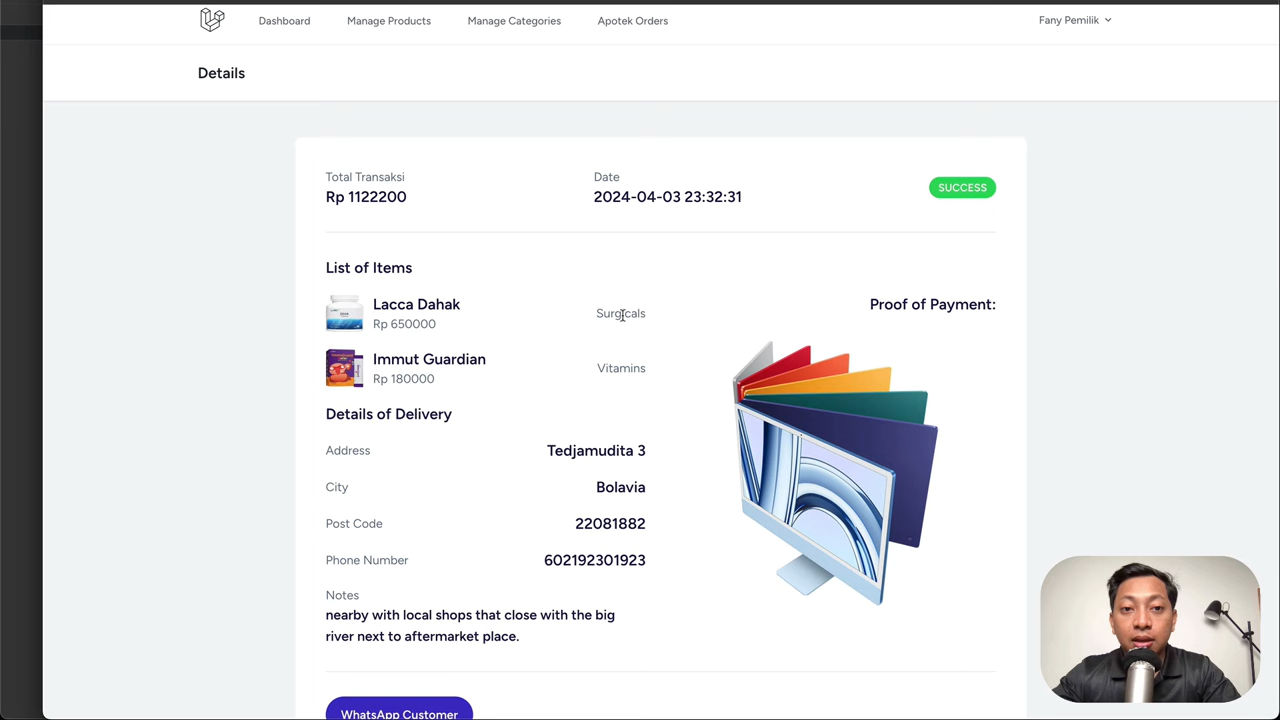 Dashboard Manage Products Manage Categories Apotek Orders Fany Pemilik
Details
Total Transaksi Date
Rp 1122200 2024-04-03 23:32:31 SUCCESS
List of Items
Lacca Dahak Surgicals Proof of Payment:
Rp 650000
Immut Guardian Vitamins
Rp 180000
Details of Delivery
Address Tedjamudita 3
City Bolavia
Post Code 22081882
Phone Number 602192301923
Notes
nearby with local shops that close with the big
river next to aftermarket place.
WhatsApp Customer